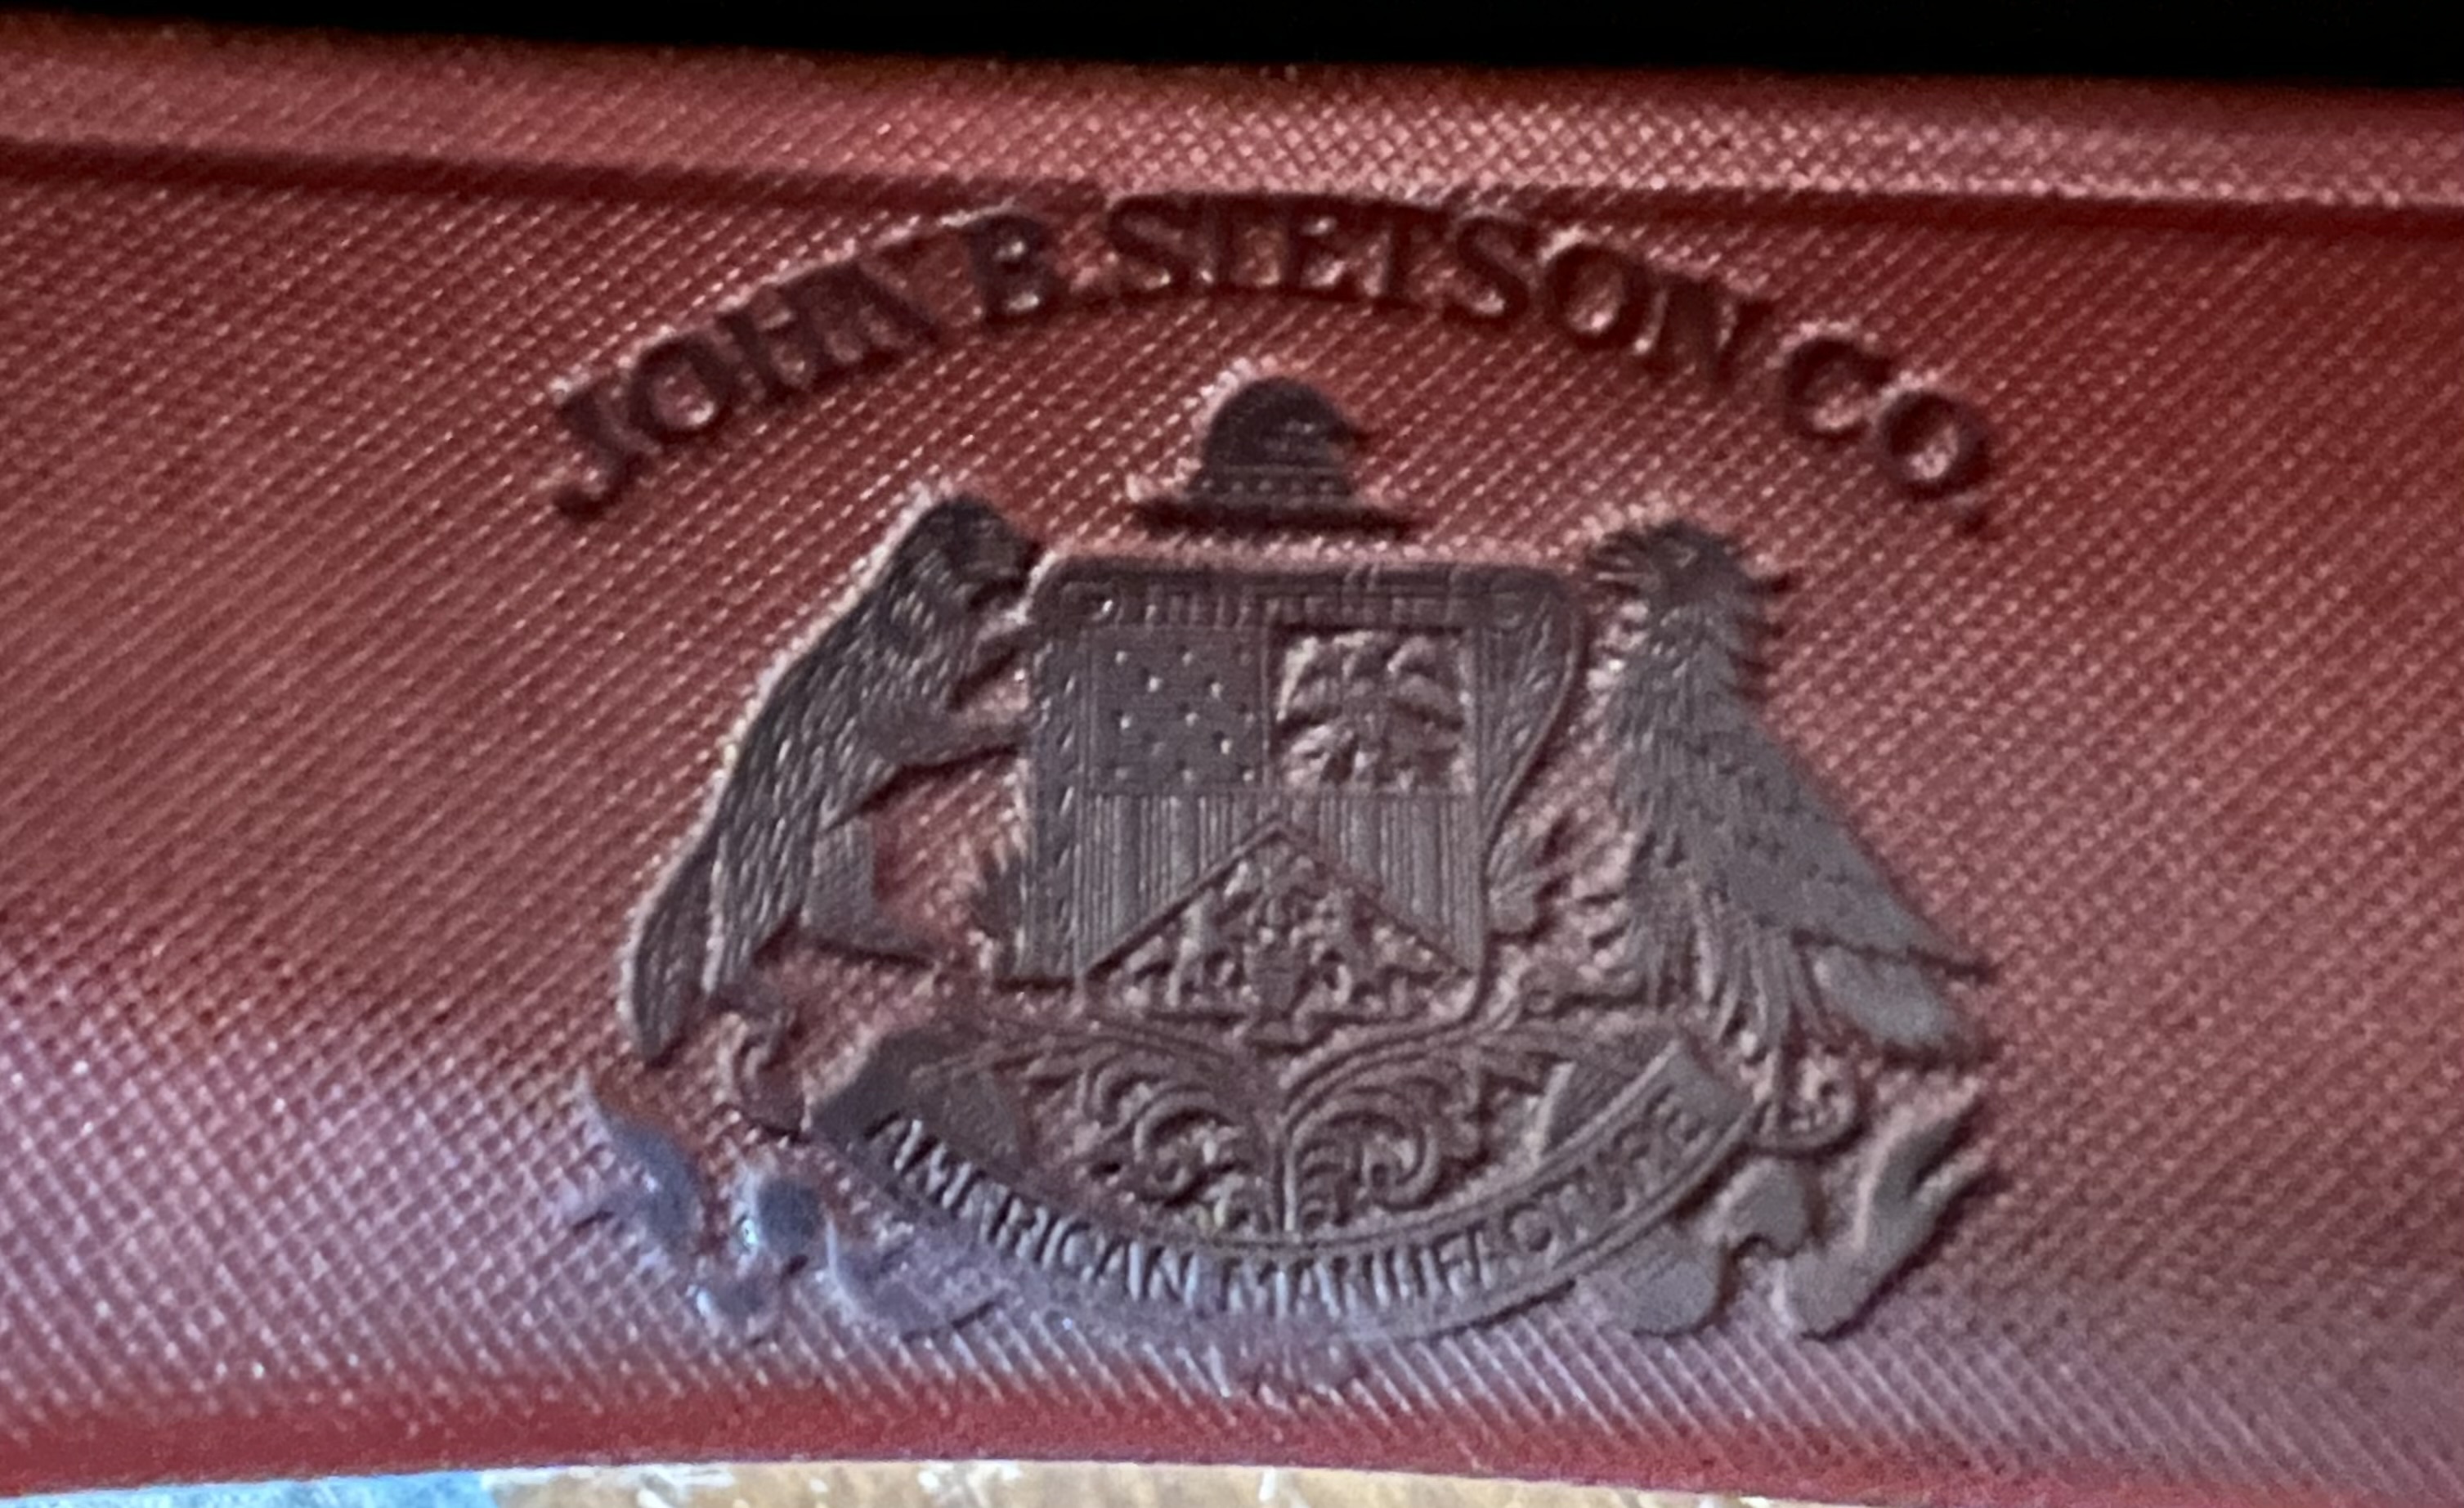 JOHN B. STETSON CO.
AMERICAN MANUFACTURE